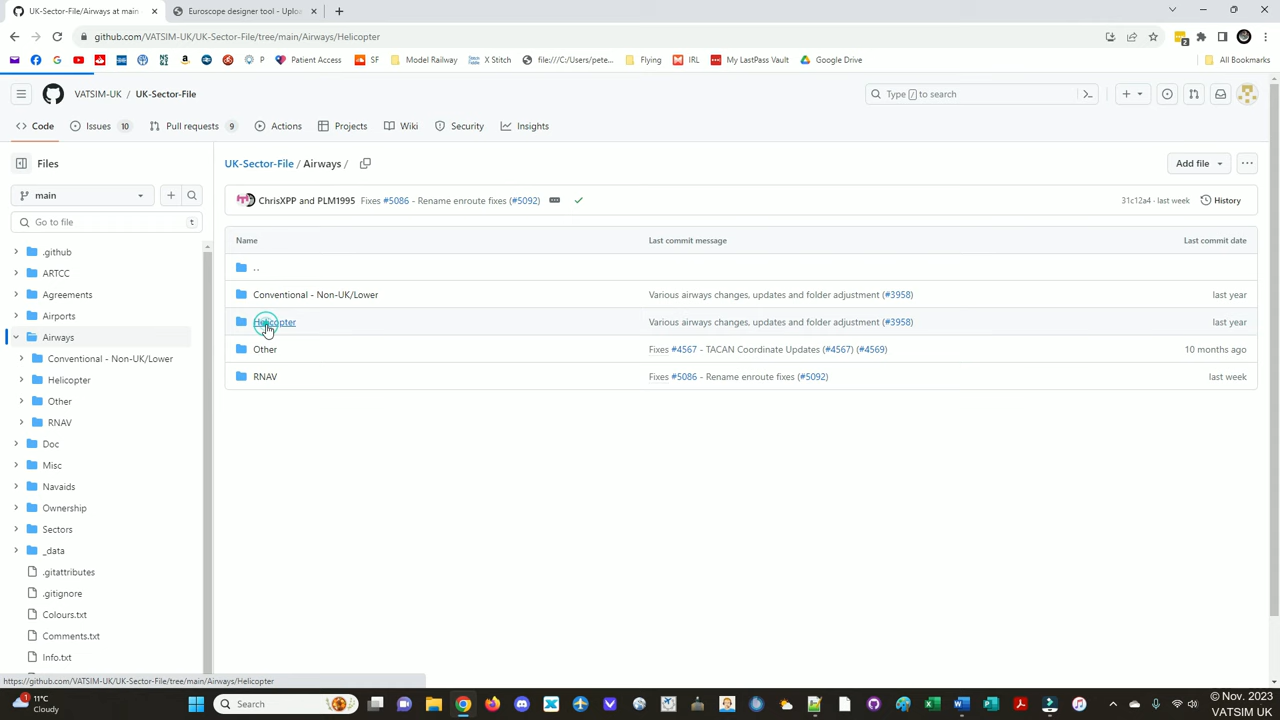 UK-Sector-File/Airways at main
Euroscope designer tool - Uploa
github.com/VATSIM-UK/UK-Sector-File/tree/main/Airways/Helicopter
P
Patient Access
SF
Model Railway
X Stitch
file:///C:/Users/pete...
Flying
IRL
My LastPass Vault
Google Drive
All Bookmarks
VATSIM-UK / UK-Sector-File
Type / to search
Code
Issues 10
Pull requests 9
Actions
Projects
Wiki
Security
Insights
Files
UK-Sector-File / Airways /
Add file
main
ChrisXPP and PLM1995 Fixes #5086 - Rename enroute fixes (#5092)
31c12a4 · last week
History
Go to file t
Name Last commit message Last commit date
..
Conventional - Non-UK/Lower Various airways changes, updates and folder adjustment (#3958) last year
Helicopter Various airways changes, updates and folder adjustment (#3958) last year
Other Fixes #4567 - TACAN Coordinate Updates (#4567) (#4569) 10 months ago
RNAV Fixes #5086 - Rename enroute fixes (#5092) last week
.github
ARTCC
Agreements
Airports
Airways
Conventional - Non-UK/Lower
Helicopter
Other
RNAV
Doc
Misc
Navaids
Ownership
Sectors
_data
.gitattributes
.gitignore
Colours.txt
Comments.txt
Info.txt
https://github.com/VATSIM-UK/UK-Sector-File/tree/main/Airways/Helicopter
1
11°C
Cloudy
Search
© Nov. 2023
VATSIM UK